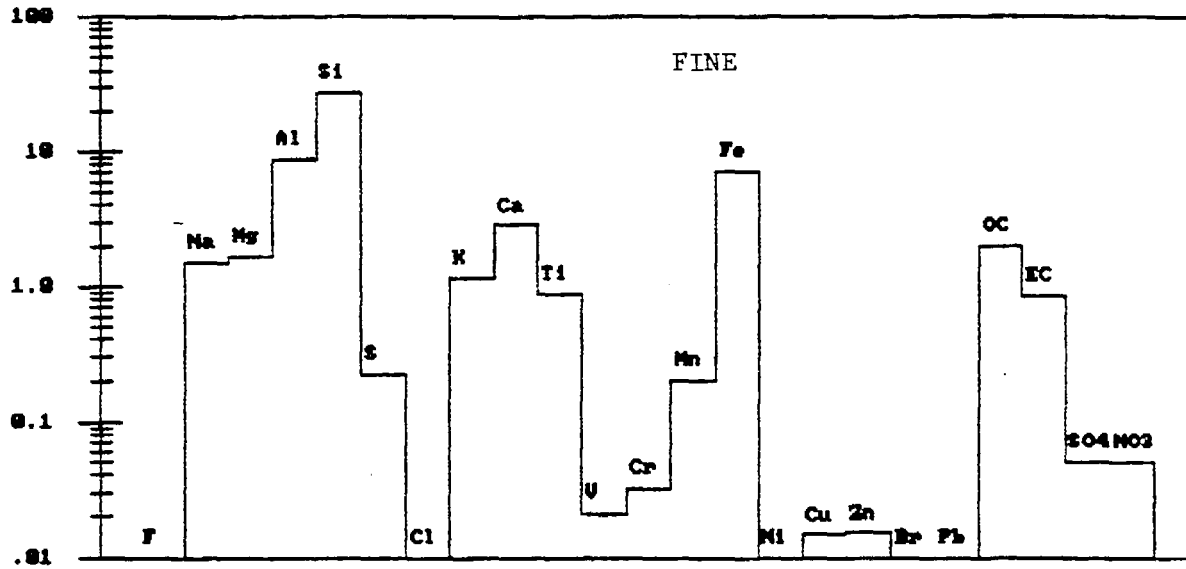 100
FINE
Si
Al
10
Fe
Ca
OC
Na Mg
K
Ti
EC
1.0
S
Mn
0.1
SO4 NO3
Cr
V
Cu Zn
F
Cl
Ni
Br Pb
.01